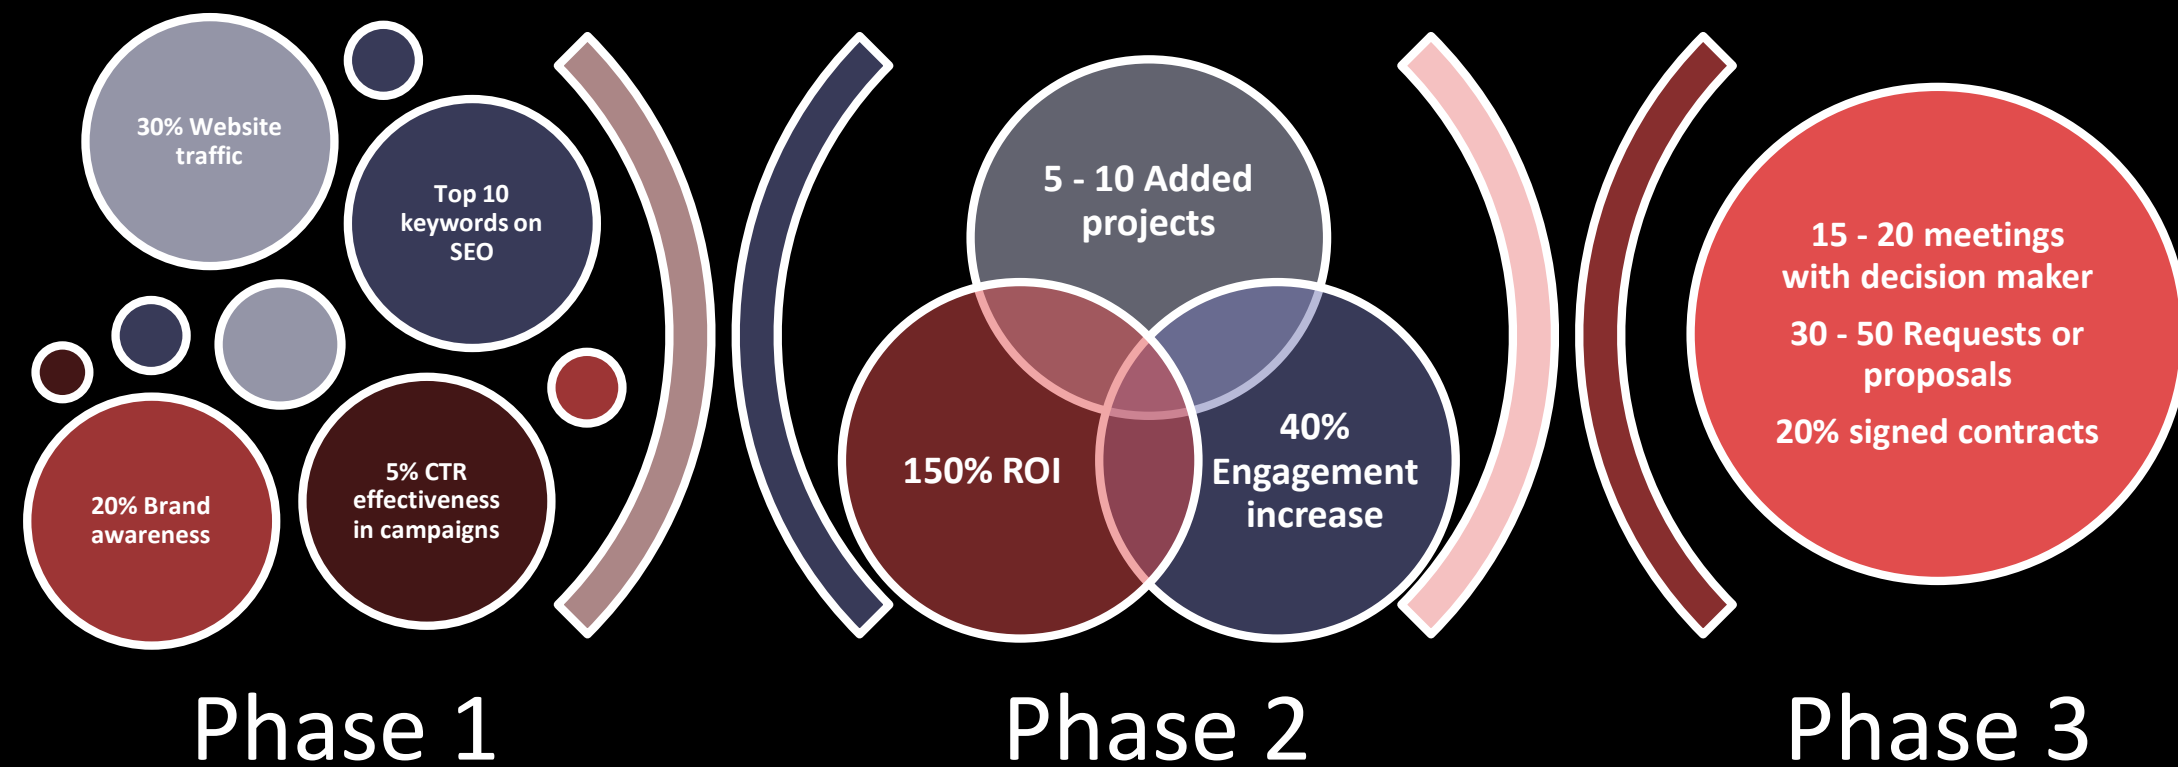 30% Website
traffic
Top 10
keywords on
SEO
20% Brand
awareness
5% CTR
effectiveness
in campaigns
Phase 1
5 - 10 Added
projects
150% ROI
40%
Engagement
increase
Phase 2
15 - 20 meetings
with decision maker
30 - 50 Requests or
proposals
20% signed contracts
Phase 3